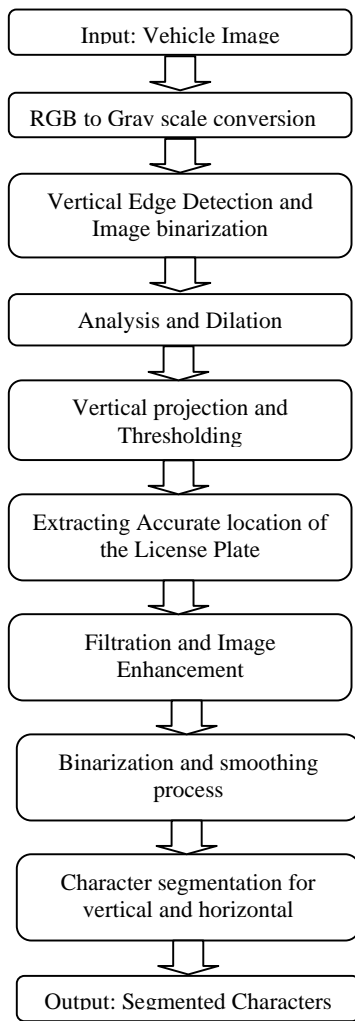 Input: Vehicle Image
RGB to Gray scale conversion
Vertical Edge Detection and
Image binarization
Analysis and Dilation
Vertical projection and
Thresholding
Extracting Accurate location of
the License Plate
Filtration and Image
Enhancement
Binarization and smoothing
process
Character segmentation for
vertical and horizontal
Output: Segmented Characters